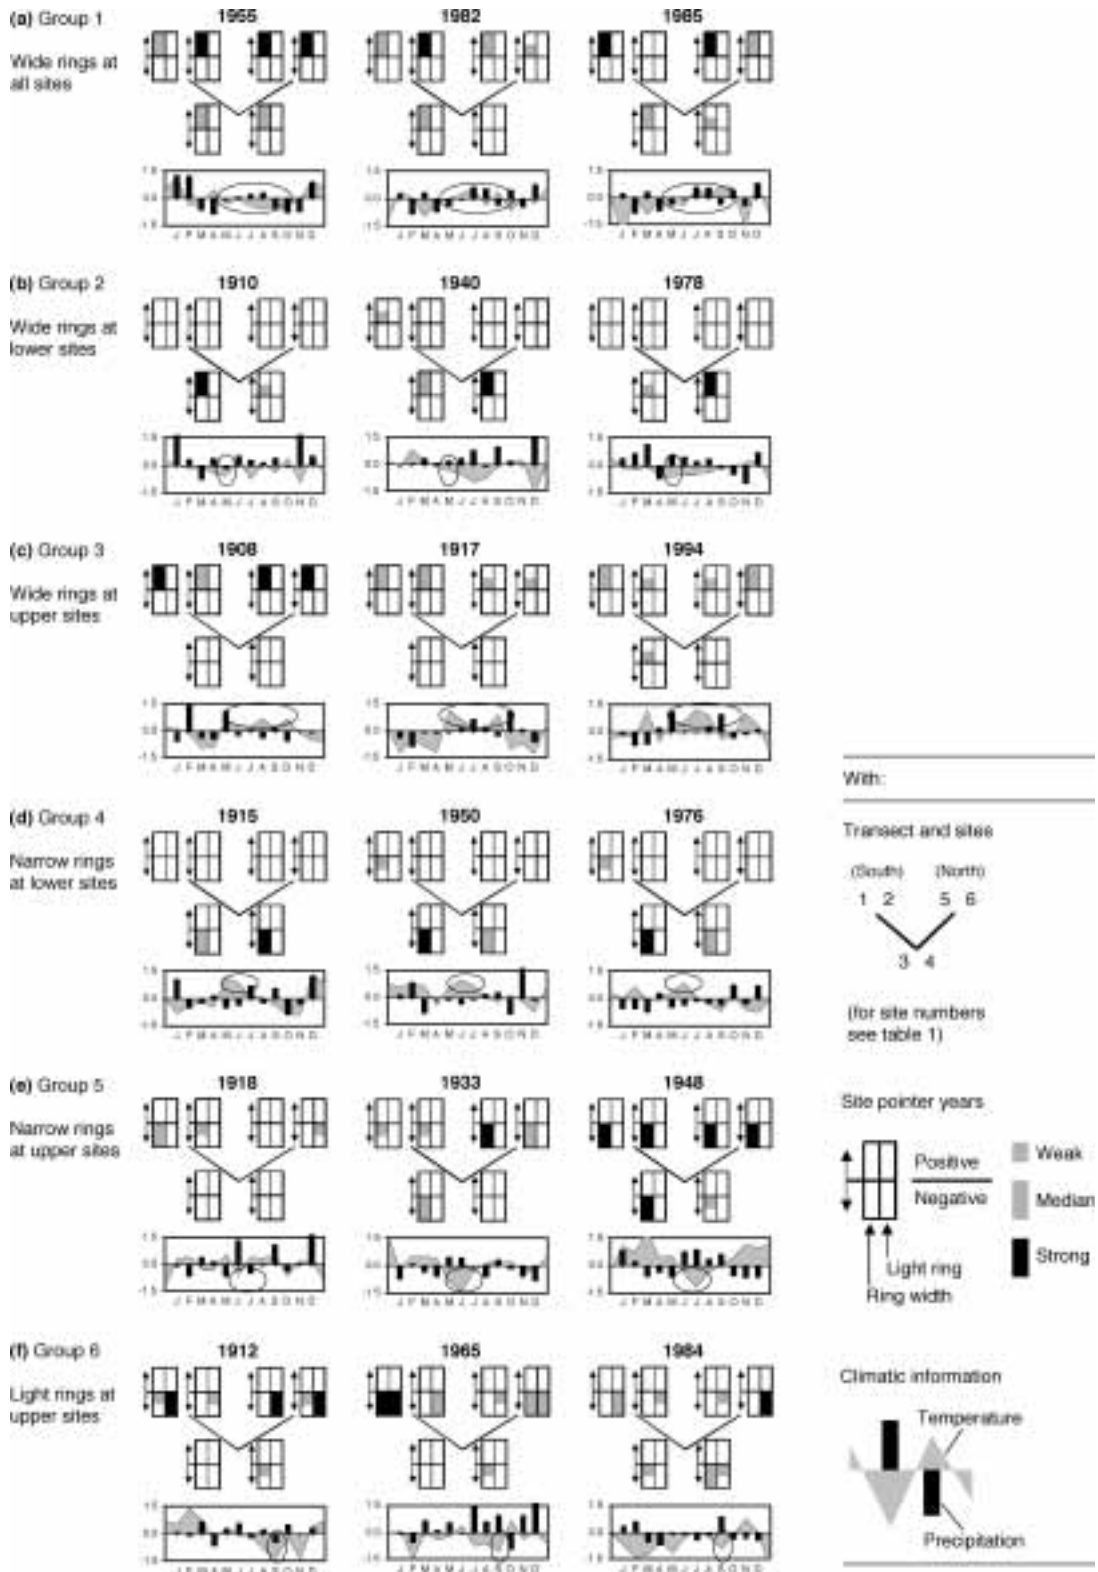 (a) Group 1
1955
1982
1985
Wide rings at
all sites
J F M A M J J A S O N D
J F M A M J J A S O N D
J F M A M J J A S O N D
(b) Group 2
1910
1940
1978
Wide rings at
lower sites
J F M A M J J A S O N D
J F M A M J J A S O N D
J F M A M J J A S O N D
(c) Group 3
1908
1917
1994
Wide rings at
upper sites
J F M A M J J A S O N D
J F M A M J J A S O N D
J F M A M J J A S O N D
With:
(d) Group 4
1915
1950
1976
Transect and sites
Narrow rings
at lower sites
(South) (North)
1 2 5 6
3 4
J F M A M J J A S O N D
J F M A M J J A S O N D
J F M A M J J A S O N D
(for site numbers
see table 1)
(e) Group 5
1918
1933
1948
Site pointer years
Narrow rings
at upper sites
Positive
Negative
Weak
Median
Strong
Light ring
Ring width
J F M A M J J A S O N D
J F M A M J J A S O N D
J F M A M J J A S O N D
(f) Group 6
1912
1965
1984
Light rings at
upper sites
Climatic information
Temperature
Precipitation
J F M A M J J A S O N D
J F M A M J J A S O N D
J F M A M J J A S O N D